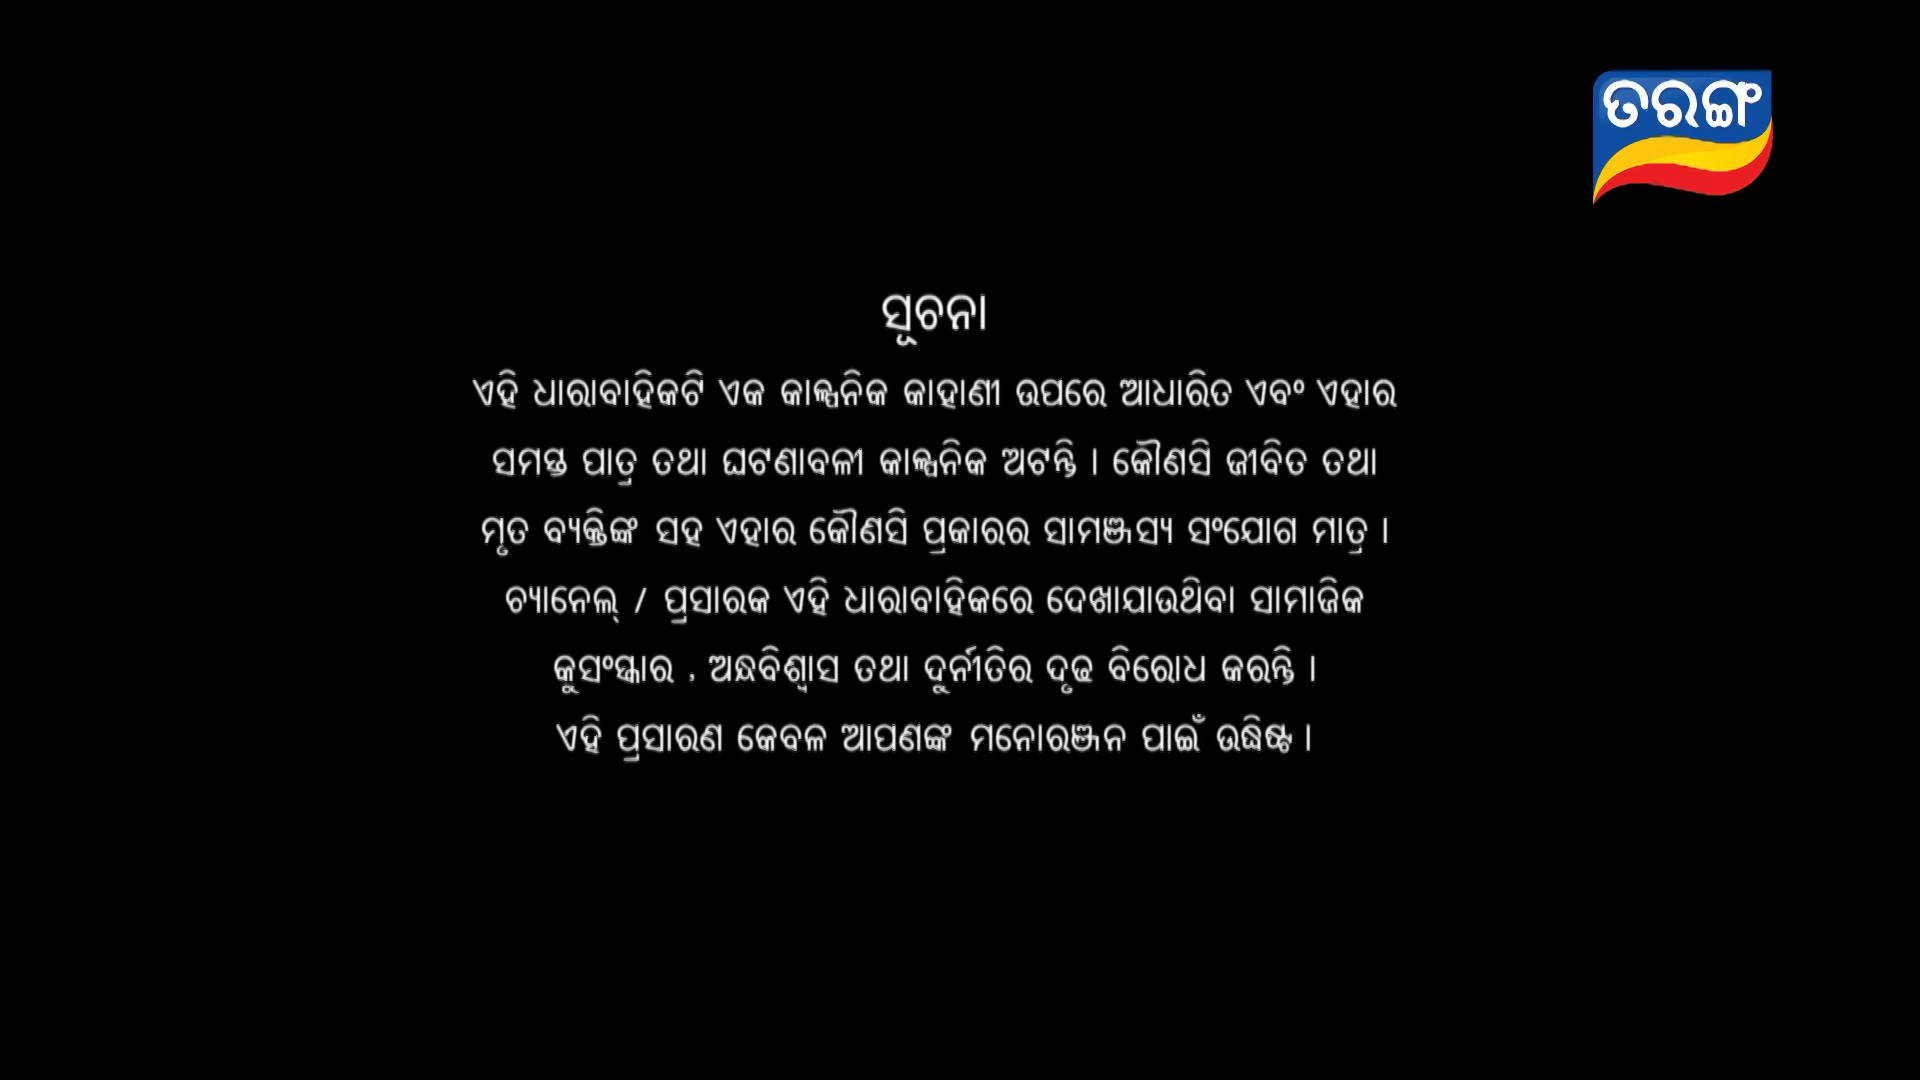 ତରଙ୍ଗ
ସୂଚନା
ଏହି ଧାରାବାହିକଟି ଏକ କାଳ୍ପନିକ କାହାଣୀ ଉପରେ ଆଧାରିତ ଏବଂ ଏହାର
ସମସ୍ତ ପାତ୍ର ତଥା ଘଟଣାବଳୀ କାଳ୍ପନିକ ଅଟନ୍ତି । କୌଣସି ଜୀବିତ ତଥା
ମୃତ ବ୍ୟକ୍ତିଙ୍କ ସହ ଏହାର କୌଣସି ପ୍ରକାରର ସାମଞ୍ଜସ୍ୟ ସଂଯୋଗ ମାତ୍ର ।
ଚ୍ୟାନେଲ୍ / ପ୍ରସାରକ ଏହି ଧାରାବାହିକରେ ଦେଖାଯାଉଥିବା ସାମାଜିକ
କୁସଂସ୍କାର , ଅନ୍ଧବିଶ୍ୱାସ ତଥା ଦୁର୍ନୀତିର ଦୃଢ ବିରୋଧ କରନ୍ତି ।
ଏହି ପ୍ରସାରଣ କେବଳ ଆପଣଙ୍କ ମନୋରଞ୍ଜନ ପାଇଁ ଉଦ୍ଧିଷ୍ଟ ।